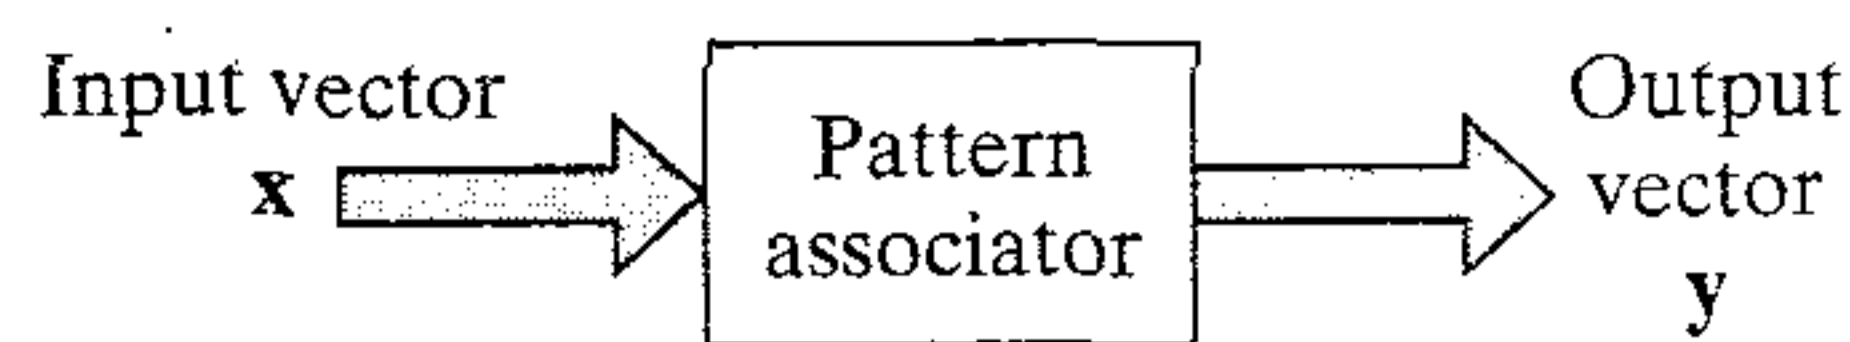 Input vector
x
Pattern
associator
Output
vector
y